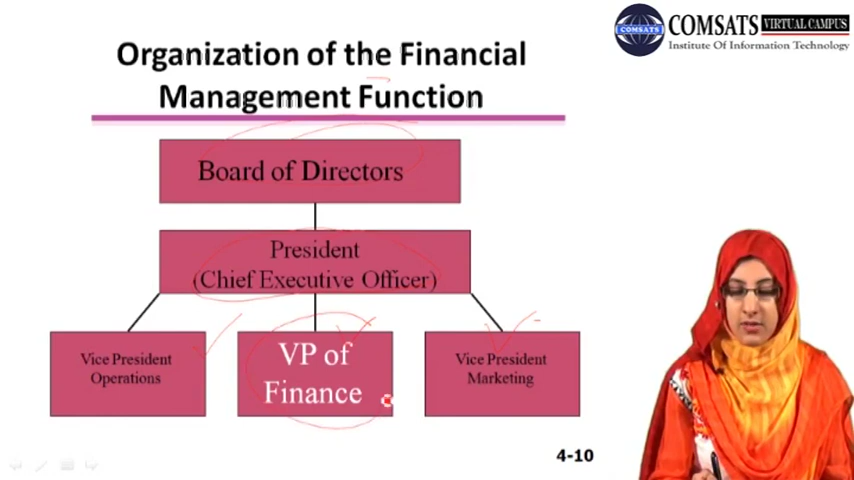 COMSATS VIRTUAL CAMPUS
COMSATS
Institute Of Information Technology
Organization of the Financial
Management Function
Board of Directors
President
(Chief Executive Officer)
Vice President
Operations
VP of
Finance
Vice President
Marketing
4-10